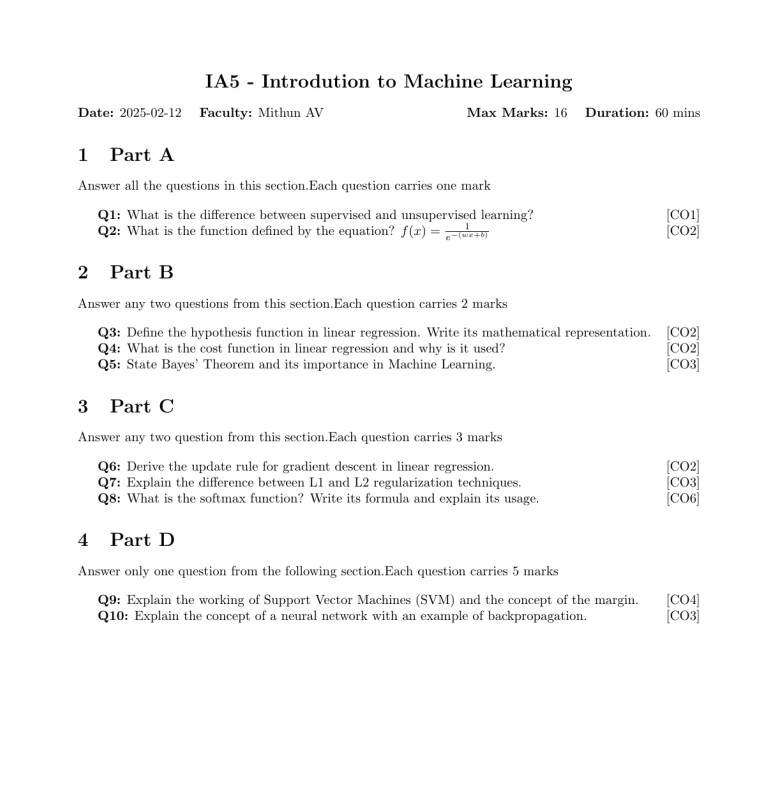 IA5 - Introdution to Machine Learning
Date: 2025-02-12 Faculty: Mithun AV Max Marks: 16 Duration: 60 mins
1 Part A
Answer all the questions in this section.Each question carries one mark
Q1: What is the difference between supervised and unsupervised learning? [CO1]
Q2: What is the function defined by the equation? f(x) = 1/e^−(wx+b) [CO2]
2 Part B
Answer any two questions from this section.Each question carries 2 marks
Q3: Define the hypothesis function in linear regression. Write its mathematical representation. [CO2]
Q4: What is the cost function in linear regression and why is it used? [CO2]
Q5: State Bayes' Theorem and its importance in Machine Learning. [CO3]
3 Part C
Answer any two question from this section.Each question carries 3 marks
Q6: Derive the update rule for gradient descent in linear regression. [CO2]
Q7: Explain the difference between L1 and L2 regularization techniques. [CO3]
Q8: What is the softmax function? Write its formula and explain its usage. [CO6]
4 Part D
Answer only one question from the following section.Each question carries 5 marks
Q9: Explain the working of Support Vector Machines (SVM) and the concept of the margin. [CO4]
Q10: Explain the concept of a neural network with an example of backpropagation. [CO3]